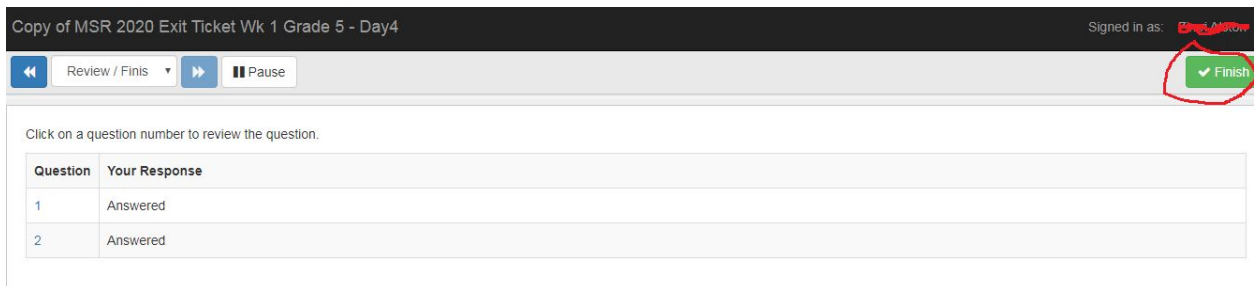 Copy of MSR 2020 Exit Ticket Wk 1 Grade 5 - Day4
Signed in as:
Review / Finis
Pause
Finish
Click on a question number to review the question.
Question Your Response
1 Answered
2 Answered